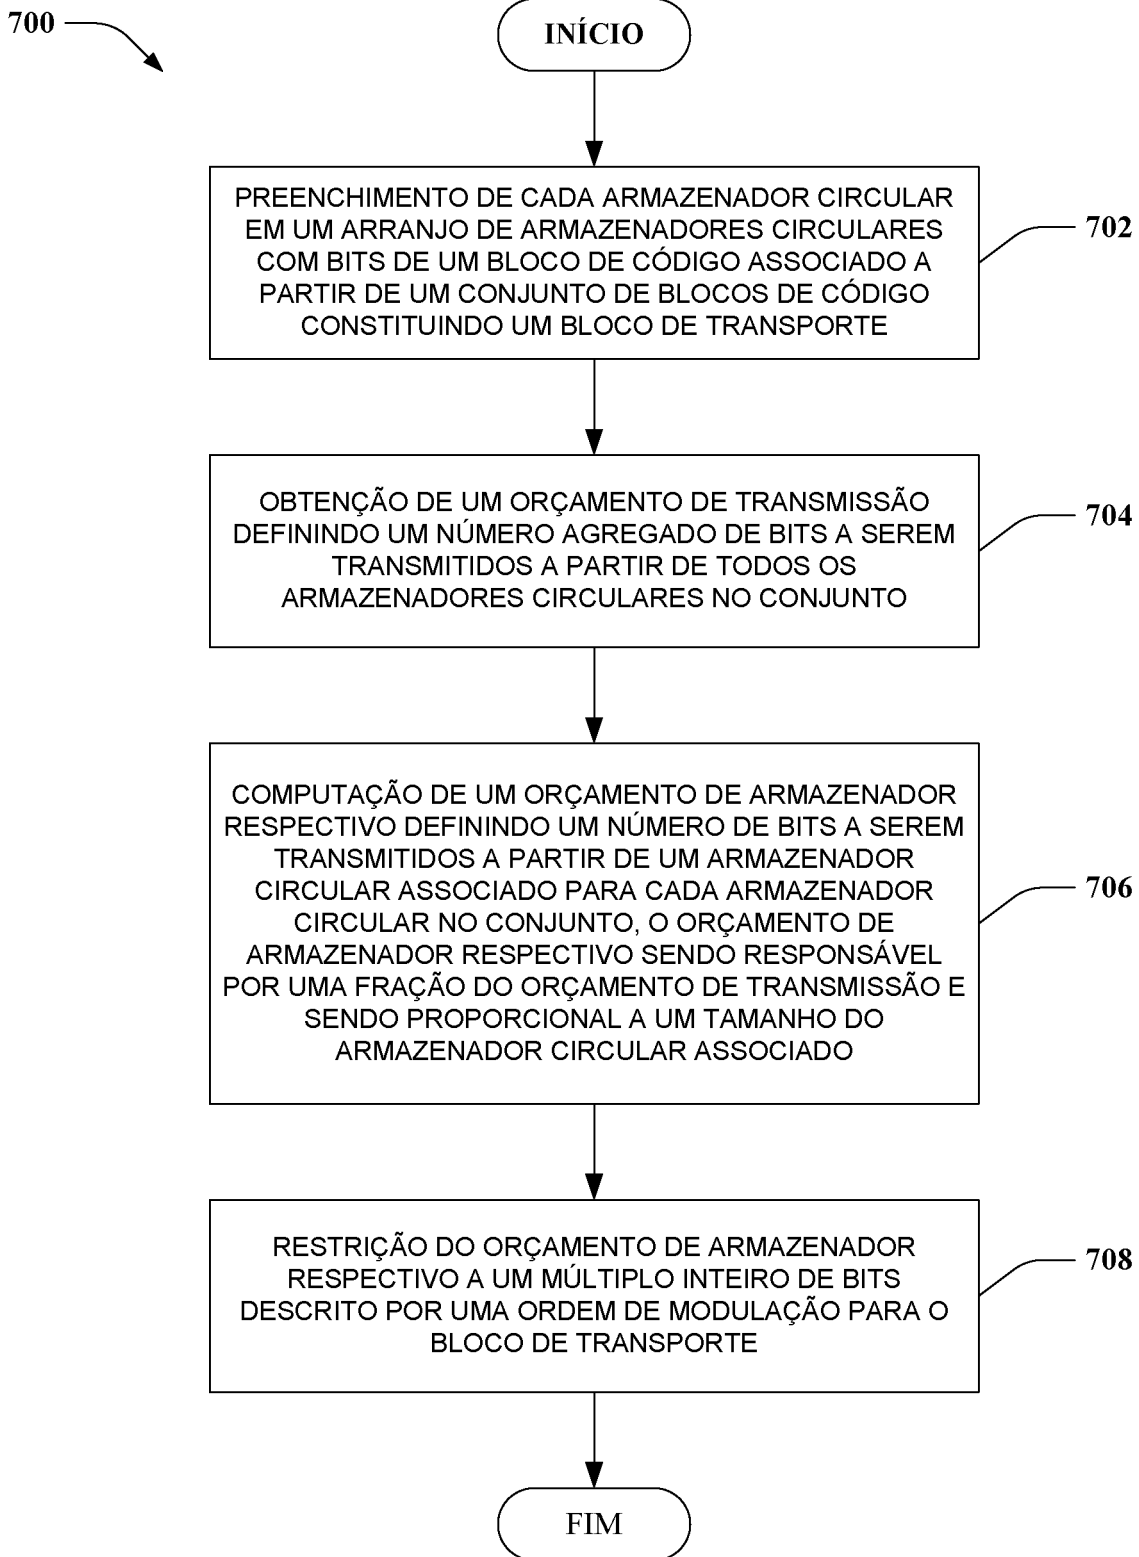 700
INÍCIO
PREENCHIMENTO DE CADA ARMAZENADOR CIRCULAR
EM UM ARRANJO DE ARMAZENADORES CIRCULARES
COM BITS DE UM BLOCO DE CÓDIGO ASSOCIADO A
PARTIR DE UM CONJUNTO DE BLOCOS DE CÓDIGO
CONSTITUINDO UM BLOCO DE TRANSPORTE
702
OBTENÇÃO DE UM ORÇAMENTO DE TRANSMISSÃO
DEFININDO UM NÚMERO AGREGADO DE BITS A SEREM
TRANSMITIDOS A PARTIR DE TODOS OS
ARMAZENADORES CIRCULARES NO CONJUNTO
704
COMPUTAÇÃO DE UM ORÇAMENTO DE ARMAZENADOR
RESPECTIVO DEFININDO UM NÚMERO DE BITS A SEREM
TRANSMITIDOS A PARTIR DE UM ARMAZENADOR
CIRCULAR ASSOCIADO PARA CADA ARMAZENADOR
CIRCULAR NO CONJUNTO, O ORÇAMENTO DE
ARMAZENADOR RESPECTIVO SENDO RESPONSÁVEL
POR UMA FRAÇÃO DO ORÇAMENTO DE TRANSMISSÃO E
SENDO PROPORCIONAL A UM TAMANHO DO
ARMAZENADOR CIRCULAR ASSOCIADO
706
RESTRIÇÃO DO ORÇAMENTO DE ARMAZENADOR
RESPECTIVO A UM MÚLTIPLO INTEIRO DE BITS
DESCRITO POR UMA ORDEM DE MODULAÇÃO PARA O
BLOCO DE TRANSPORTE
708
FIM